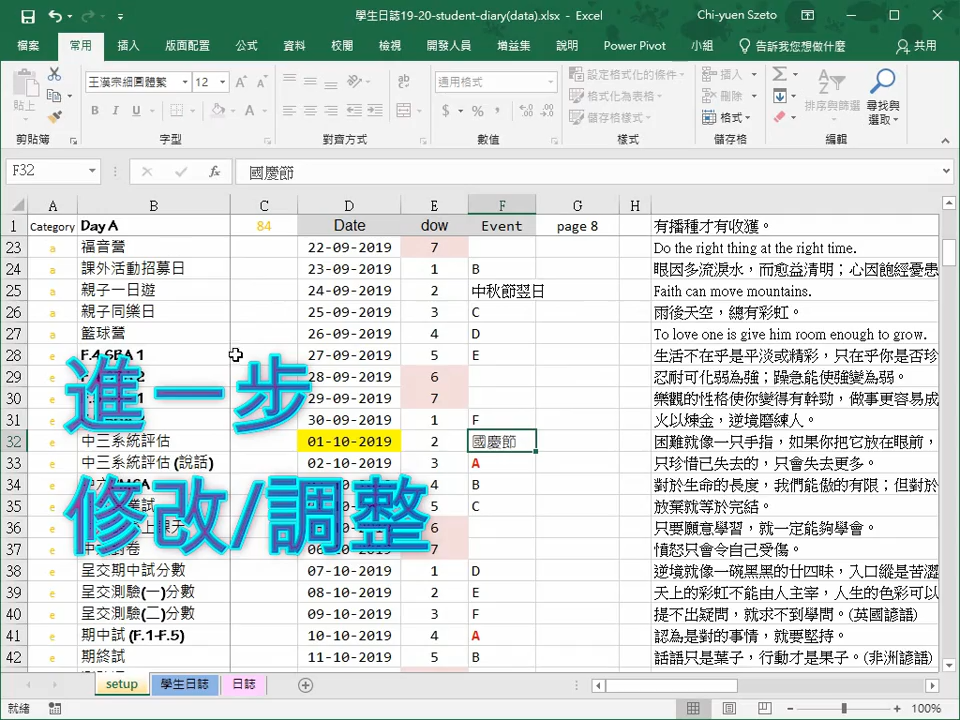 學生日誌19-20-student-diary(data).xlsx - Excel
Chi-yuen Szeto
檔案 常用 插入 版面配置 公式 資料 校閱 檢視 開發人員 增益集 說明 Power Pivot 小組 告訴我您想做什麼 共用
貼上
王漢宗細圓體繁 12
B I U
通用格式
$ % ,
設定格式化的條件
格式化為表格
儲存格樣式
插入
刪除
格式
排序與篩選
尋找與選取
剪貼簿 字型 對齊方式 數值 樣式 儲存格 編輯
F32 fx 國慶節
A B C D E F G H
1 Category Day A 84 Date dow Event page 8 有播種才有收獲。
23 a 福音營 22-09-2019 7 Do the right thing at the right time.
24 a 課外活動招募日 23-09-2019 1 B 眼因多流淚水，而愈益清明；心因飽經憂患
25 a 親子一日遊 24-09-2019 2 中秋節翌日 Faith can move mountains.
26 a 親子同樂日 25-09-2019 3 C 雨後天空，總有彩虹。
27 a 籃球營 26-09-2019 4 D To love one is give him room enough to grow.
28 e F.4 SBA 1 27-09-2019 5 E 生活不在乎是平淡或精彩，只在乎你是否珍
29 e 28-09-2019 6 忍耐可化弱為強；躁急能使強變為弱。
30 e 29-09-2019 7 樂觀的性格使你變得有幹勁，做事更容易成
31 e 30-09-2019 1 F 火以煉金，逆境磨練人。
32 e 中三系統評估 01-10-2019 2 國慶節 困難就像一只手指，如果你把它放在眼前，
33 e 中三系統評估 (說話) 02-10-2019 3 A 只珍惜已失去的，只會失去更多。
34 e 03-10-2019 4 B 對於生命的長度，我們能做的有限；但對於
35 e 04-10-2019 5 C 放棄就等於完結。
36 e 6 只要願意學習，就一定能夠學會。
37 e 7 憤怒只會令自己受傷。
38 e 呈交期中試分數 07-10-2019 1 D 逆境就像一碗黑黑的廿四味，入口縱是苦澀
39 e 呈交測驗(一)分數 08-10-2019 2 E 天上的彩虹不能由人主宰，人生的色彩可以
40 e 呈交測驗(二)分數 09-10-2019 3 F 提不出疑問，就求不到學問。(英國諺語)
41 e 期中試 (F.1-F.5) 10-10-2019 4 A 認為是對的事情，就要堅持。
42 e 期終試 11-10-2019 5 B 話語只是葉子，行動才是果子。(非洲諺語)
進一步
修改/調整
setup 學生日誌 日誌
就緒 100%